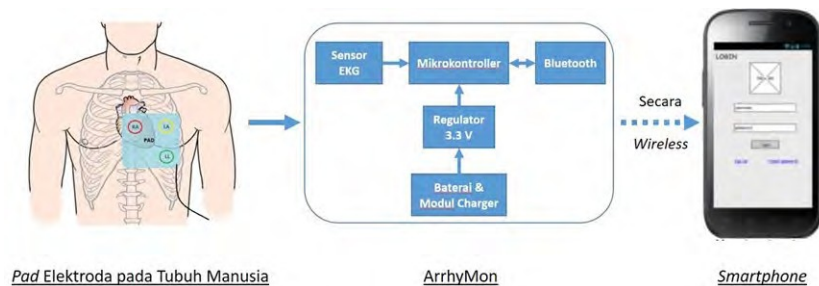 Sensor
EKG
Mikrokontroller
Bluetooth
Regulator
3.3 V
Baterai &
Modul Charger
RA
LA
PAD
LL
Secara
Wireless
LOGIN
Pad Elektroda pada Tubuh Manusia
ArrhyMon
Smartphone